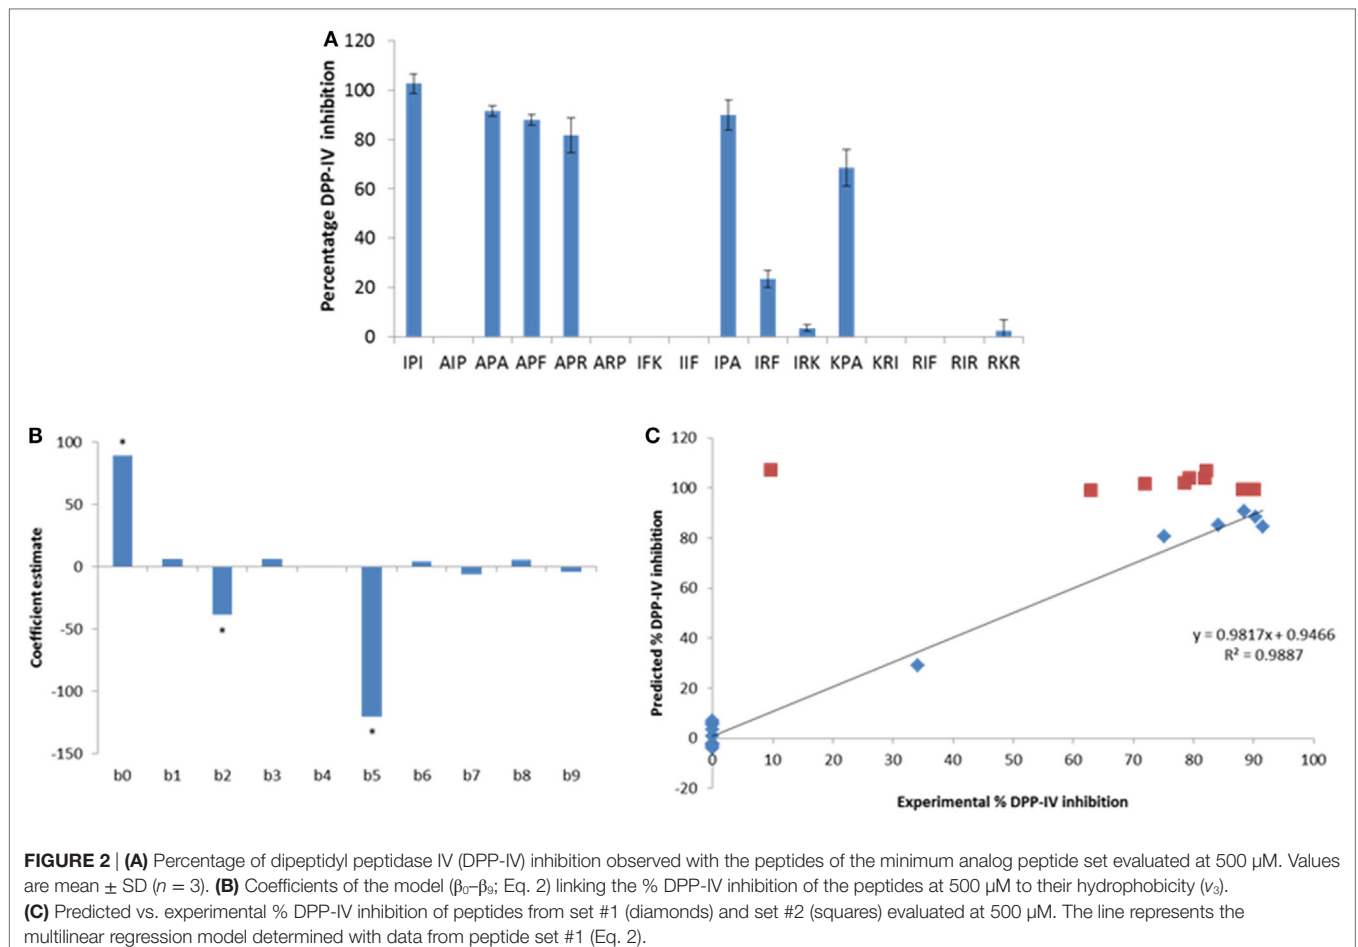 A
Percentatge DPP-IV inhibition
120
100
80
60
40
20
0
IPI AIP APA APF APR ARP IFK IIF IPA IRF IRK KPA KRI RIF RIR RKR
B
Coefficient estimate
100
50
0
-50
-100
-150
*
*
*
b0 b1 b2 b3 b4 b5 b6 b7 b8 b9
C
Predicted % DPP-IV inhibition
120
100
80
60
40
20
0
-20
y = 0.9817x + 0.9466
R² = 0.9887
0 10 20 30 40 50 60 70 80 90 100
Experimental % DPP-IV inhibition
FIGURE 2 | (A) Percentage of dipeptidyl peptidase IV (DPP-IV) inhibition observed with the peptides of the minimum analog peptide set evaluated at 500 µM. Values
are mean ± SD (n = 3). (B) Coefficients of the model (β₀–β₉; Eq. 2) linking the % DPP-IV inhibition of the peptides at 500 µM to their hydrophobicity (v₃).
(C) Predicted vs. experimental % DPP-IV inhibition of peptides from set #1 (diamonds) and set #2 (squares) evaluated at 500 µM. The line represents the
multilinear regression model determined with data from peptide set #1 (Eq. 2).